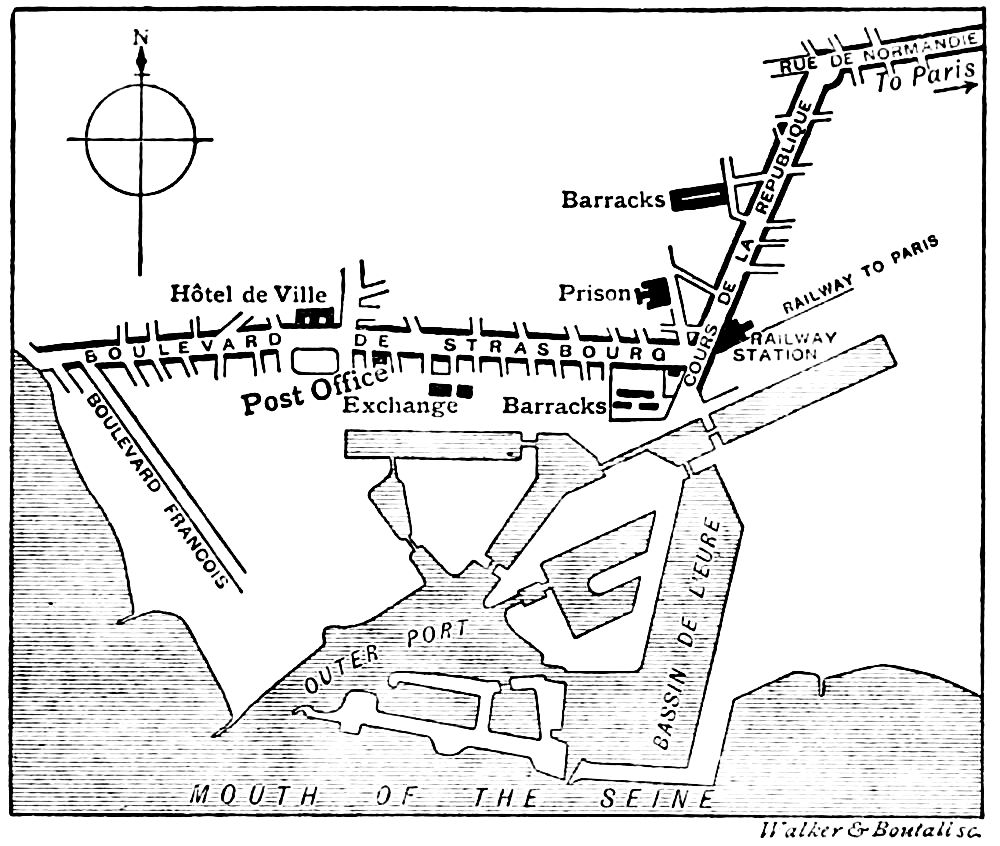 N
RUE DE NORMANDIE
To Paris
COURS DE LA REPUBLIQUE
Barracks
RAILWAY TO PARIS
Hôtel de Ville
Prison
BOULEVARD DE STRASBOURG
RAILWAY
STATION
Post Office
Exchange
Barracks
BOULEVARD FRANCOIS
BASSIN DE L'EURE
OUTER PORT
MOUTH OF THE SEINE
Walker & Boutall sc.